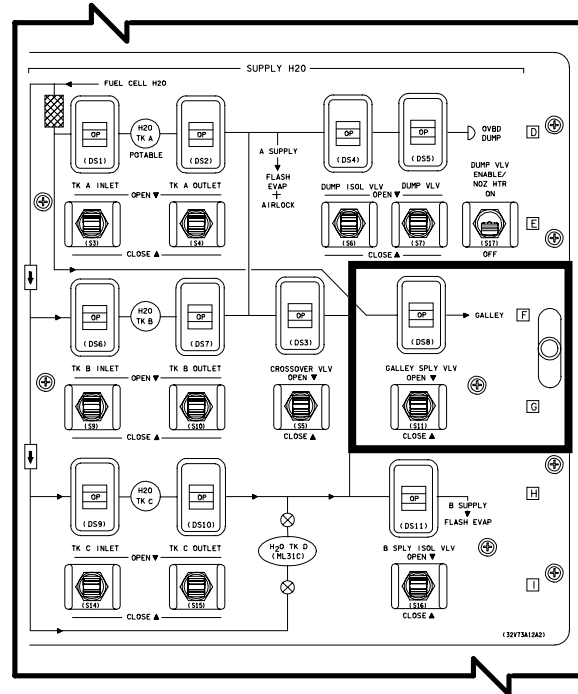 SUPPLY H2O
FUEL CELL H2O
OP
(DS1)
H2O
TK A
POTABLE
OP
(DS2)
A SUPPLY
FLASH
EVAP
+
AIRLOCK
OP
(DS4)
OP
(DS5)
OVBD
DUMP
D
TK A INLET
TK A OUTLET
OPEN ▼
(S3)
(S4)
CLOSE ▲
DUMP ISOL VLV
DUMP VLV
OPEN ▼
(S6)
(S7)
CLOSE ▲
DUMP VLV
ENABLE/
NOZ HTR
ON
(S17)
OFF
E
OP
(DS6)
H2O
TK B
OP
(DS7)
OP
(DS3)
OP
(DS8)
GALLEY
F
TK B INLET
TK B OUTLET
OPEN ▼
(S9)
(S10)
CLOSE ▲
CROSSOVER VLV
OPEN ▼
(S5)
CLOSE ▲
GALLEY SPLY VLV
OPEN ▼
(S11)
CLOSE ▲
G
OP
(DS9)
H2O
TK C
OP
(DS10)
OP
(DS11)
B SUPPLY
FLASH EVAP
H
TK C INLET
TK C OUTLET
OPEN ▼
(S14)
(S15)
CLOSE ▲
H2O TK D
(ML31C)
B SPLY ISOL VLV
OPEN ▼
(S16)
CLOSE ▲
I
(32V73A12A2)